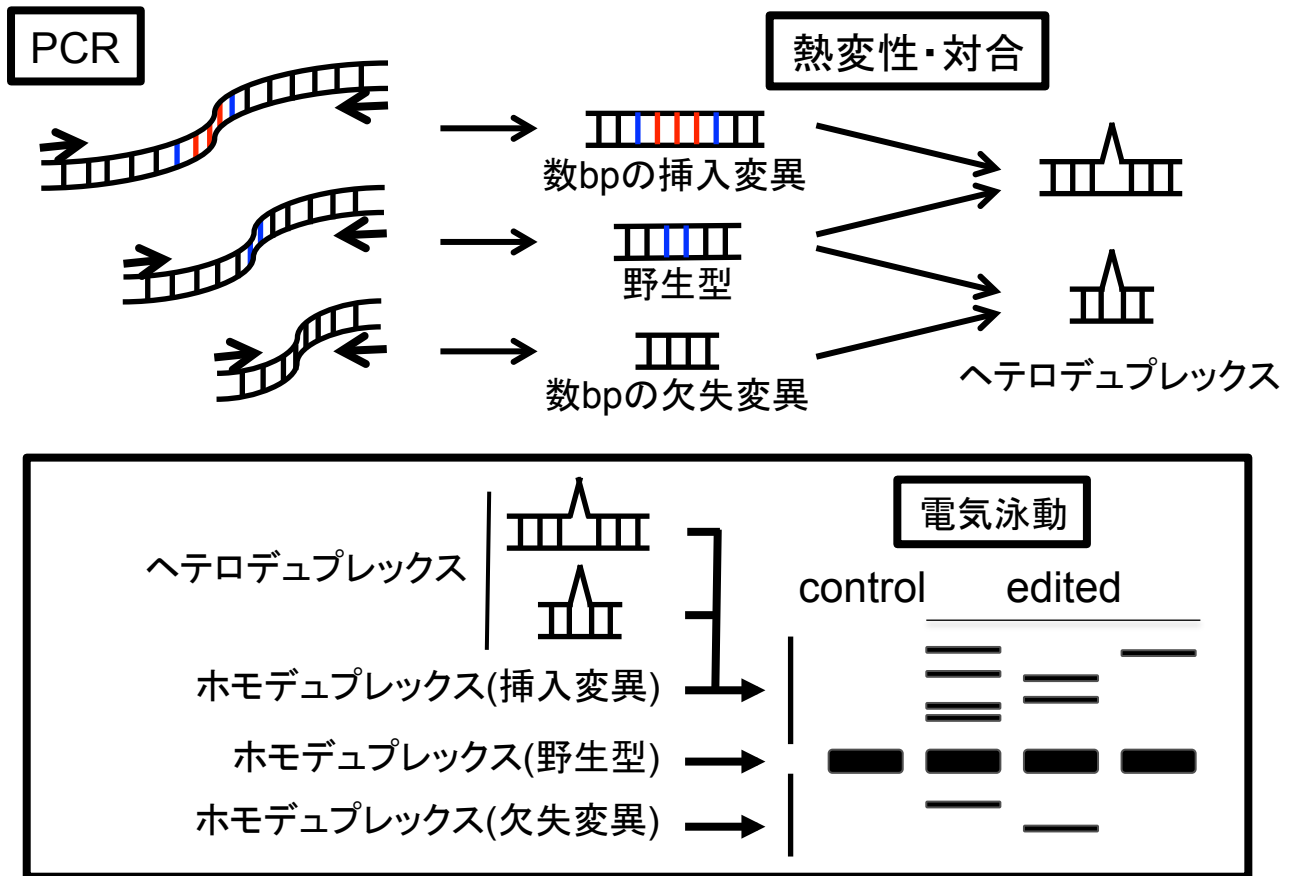 PCR
熱変性・対合
数bpの挿入変異
野生型
数bpの欠失変異
ヘテロデュプレックス
電気泳動
ヘテロデュプレックス
control edited
ホモデュプレックス(挿入変異)
ホモデュプレックス(野生型)
ホモデュプレックス(欠失変異)